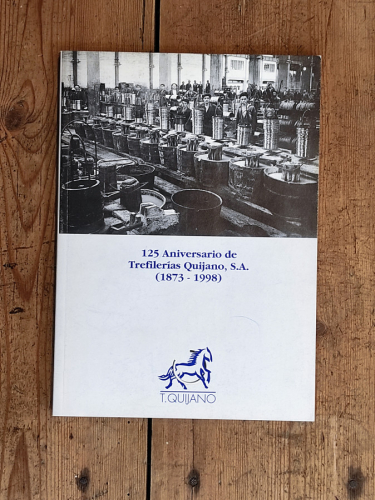 125 Aniversario de
Trefilerías Quijano, S.A.
(1873 - 1998)
T. QUIJANO